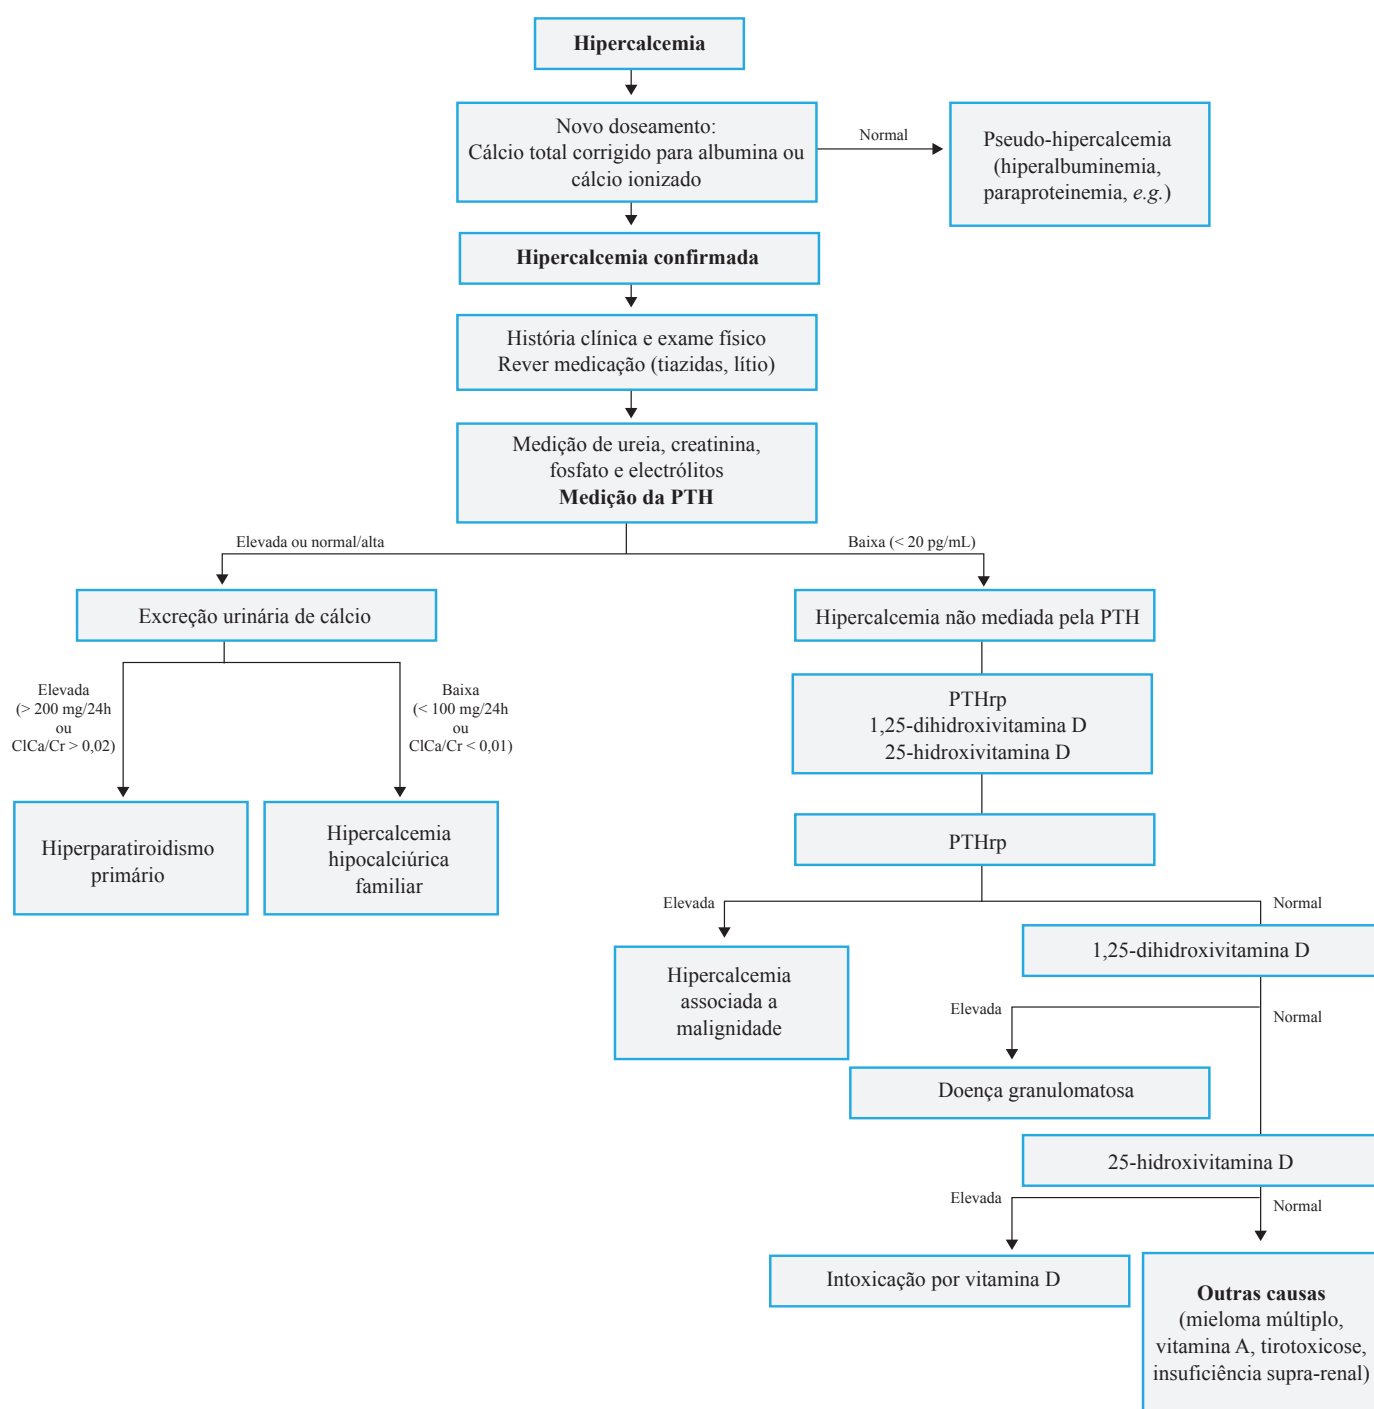 Hipercalcemia
Novo doseamento:
Cálcio total corrigido para albumina ou
cálcio ionizado
Normal
Pseudo-hipercalcemia
(hiperalbuminemia,
paraproteinemia, e.g.)
Hipercalcemia confirmada
História clínica e exame físico
Rever medicação (tiazidas, lítio)
Medição de ureia, creatinina,
fosfato e electrólitos
Medição da PTH
Elevada ou normal/alta
Baixa (< 20 pg/mL)
Excreção urinária de cálcio
Hipercalcemia não mediada pela PTH
Elevada
(> 200 mg/24h
ou
ClCa/Cr > 0,02)
Baixa
(< 100 mg/24h
ou
ClCa/Cr < 0,01)
PTHrp
1,25-dihidroxivitamina D
25-hidroxivitamina D
Hiperparatiroidismo
primário
Hipercalcemia
hipocalciúrica
familiar
PTHrp
Elevada
Normal
Hipercalcemia
associada a
malignidade
1,25-dihidroxivitamina D
Elevada
Normal
Doença granulomatosa
25-hidroxivitamina D
Elevada
Normal
Intoxicação por vitamina D
Outras causas
(mieloma múltiplo,
vitamina A, tirotoxicose,
insuficiência supra-renal)